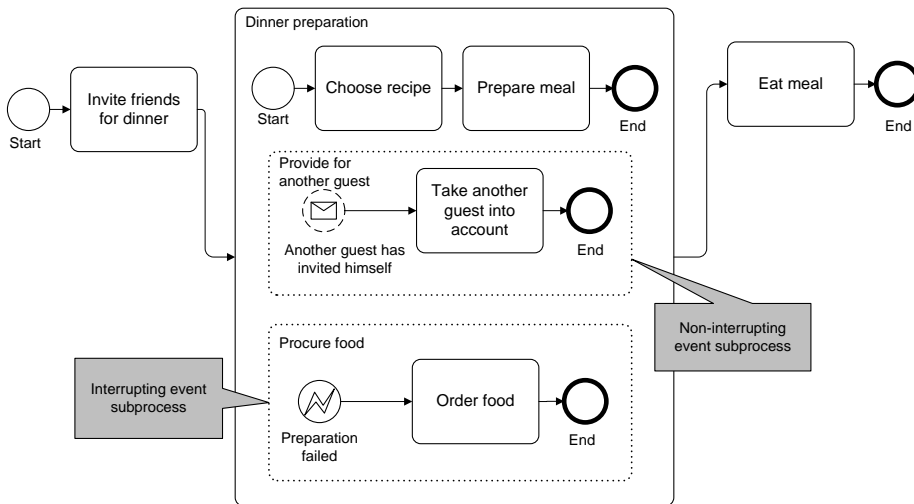 Dinner preparation
Invite friends
for dinner
Start
Start
Choose recipe
Prepare meal
End
Eat meal
End
Provide for
another guest
Another guest has
invited himself
Take another
guest into
account
End
Non-interrupting
event subprocess
Procure food
Interrupting event
subprocess
Preparation
failed
Order food
End